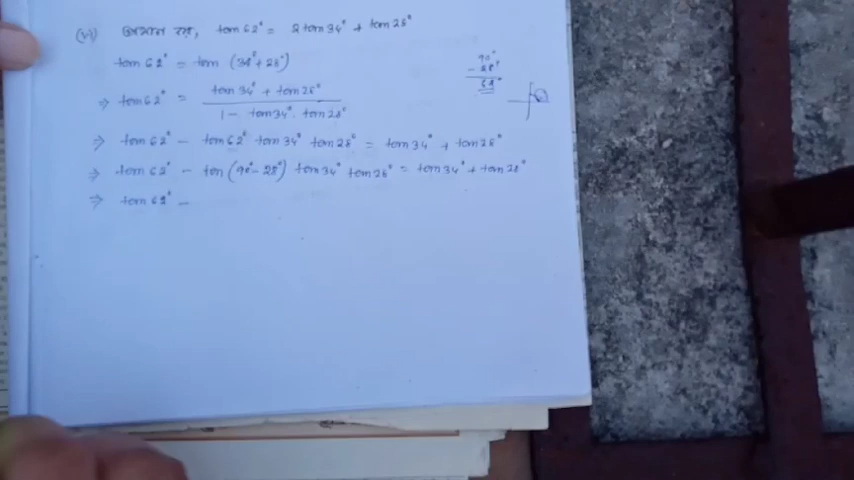 (vi) প্রমাণ কর, tan 62° = 2 tan 34° + tan 28°
tan 62° = tan (34° + 28°)
⇒ tan 62° = tan 34° + tan 28° / 1 - tan 34° . tan 28°
90°
- 28°
62°
⇒ tan 62° - tan 62° tan 34° tan 28° = tan 34° + tan 28°
⇒ tan 62° - tan (90° - 28°) tan 34° tan 28° = tan 34° + tan 28°
⇒ tan 62° -